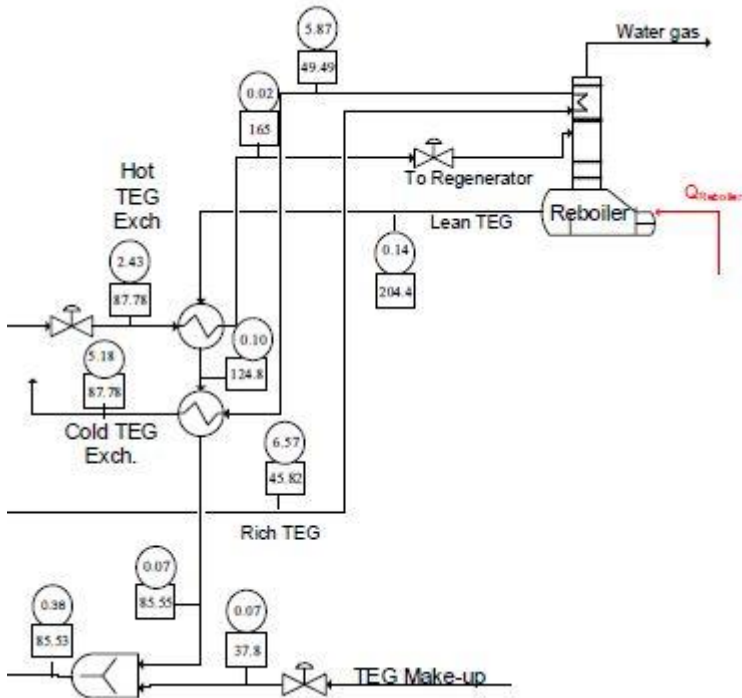 5.87
49.49
Water gas
0.02
165
Hot
TEG
Exch
To Regenerator
QReboiler
Reboiler
Lean TEG
2.43
87.78
0.14
204.4
0.10
124.8
5.18
87.78
Cold TEG
Exch.
6.57
45.82
Rich TEG
0.07
85.55
0.38
85.53
0.07
37.8
TEG Make-up